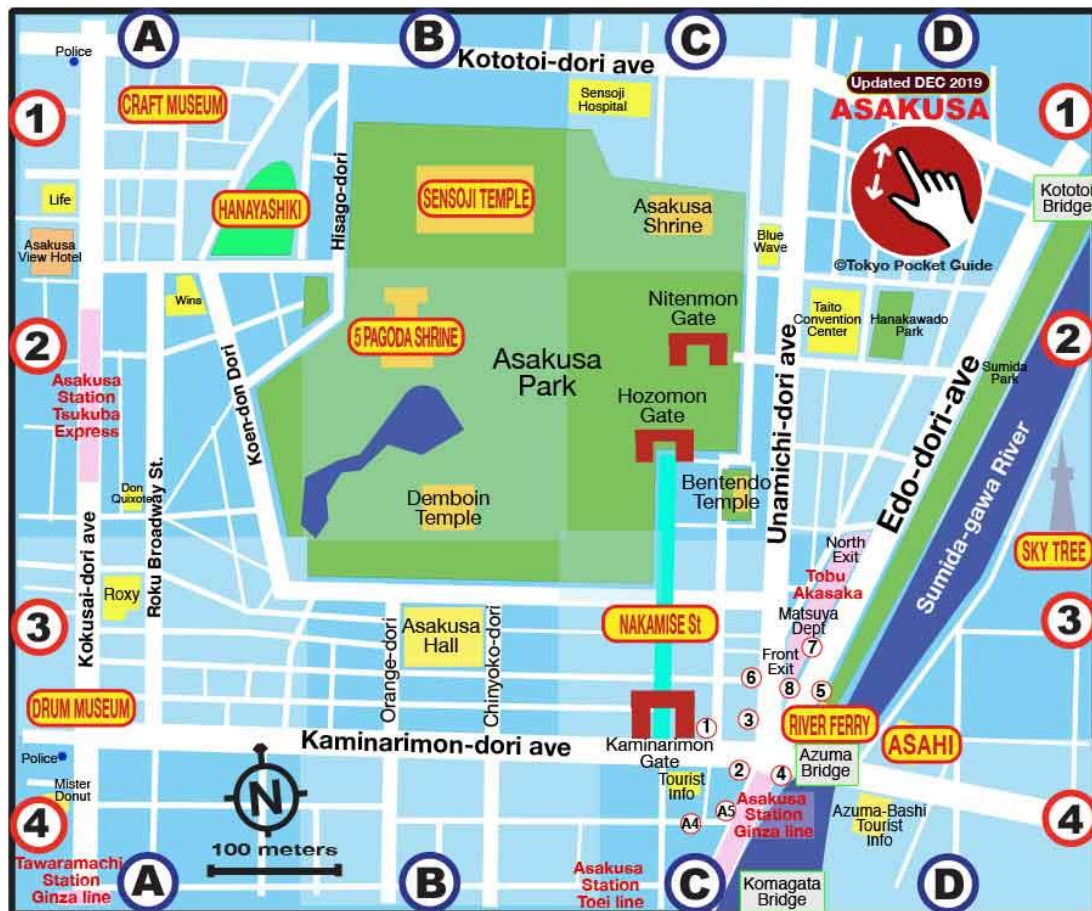 A
B
C
D
Police
Kototoi-dori ave
Updated DEC 2019
ASAKUSA
1
CRAFT MUSEUM
Sensoji
Hospital
1
Hisago-dori
Life
HANAYASHIKI
SENSOJI TEMPLE
Asakusa
Shrine
Kototoi
Bridge
Asakusa
View Hotel
Blue
Wave
©Tokyo Pocket Guide
Wins
Nitenmon
Gate
Taito
Convention
Center
Hanakawado
Park
2
5 PAGODA SHRINE
2
Asakusa
Station
Tsukuba
Express
Koen-don Dori
Asakusa
Park
Sumida
Park
Hozomon
Gate
Unamichi-dori ave
Edo-dori-ave
Don
Quixote
Roku Broadway St.
Demboin
Temple
Bentendo
Temple
Sumida-gawa River
SKY TREE
North
Exit
Kokusai-dori ave
Tobu
Akasaka
Roxy
3
Orange-dori
Asakusa
Hall
Chinyoko-dori
NAKAMISE St
Matsuya
Dept
7
3
Front
Exit
6
8
5
DRUM MUSEUM
1
3
RIVER FERRY
ASAHI
Kaminarimon-dori ave
Kaminarimon
Gate
Azuma
Bridge
Police
2
4
Mister
Donut
N
Tourist
Info
Asakusa
Station
Ginza line
4
A4
A5
Azuma-Bashi
Tourist
Info
4
100 meters
Tawaramachi
Station
Ginza line
Asakusa
Station
Toei line
Komagata
Bridge
A
B
C
D